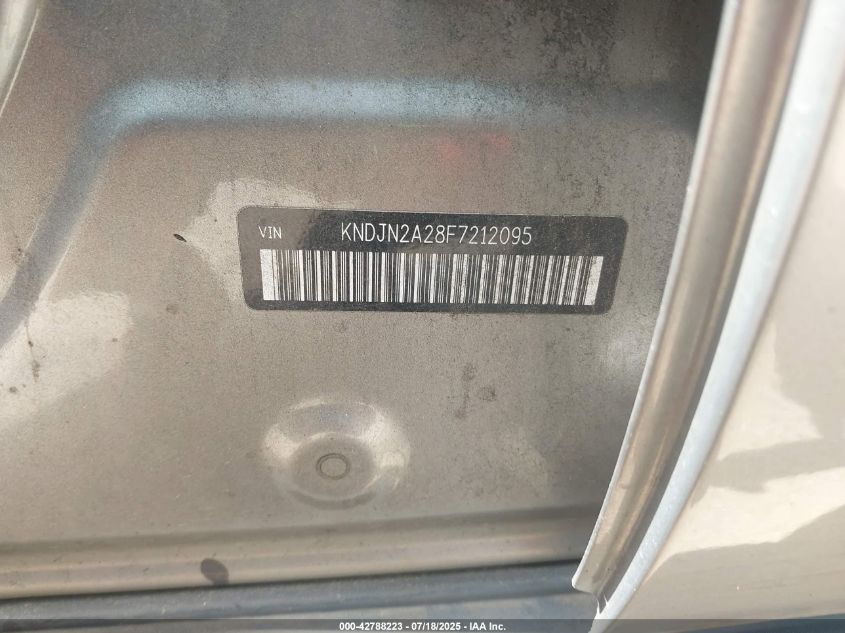 VIN KNDJN2A28F7212095
000-42788223 | 07/18/2025 - IAA Inc.